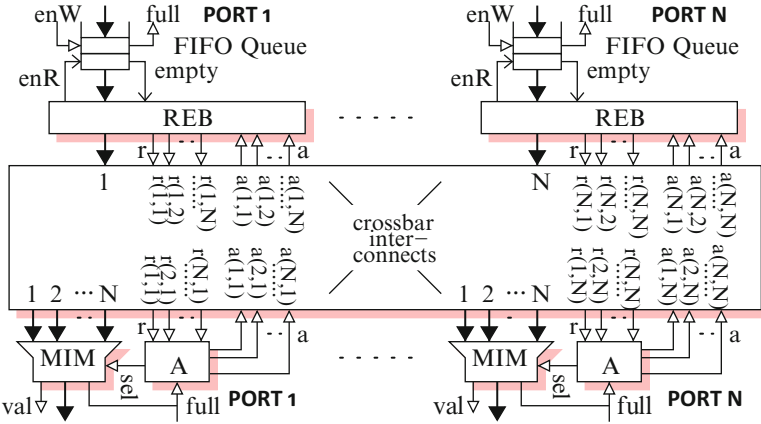 enW full PORT 1 enW full PORT N
FIFO Queue FIFO Queue
enR empty enR empty
REB ----- REB
r .. .. a r .. .. a
1 r(1,1) r(1,2) ..... r(1,N) a(1,1) a(1,2) ..... a(1,N) N r(N,1) r(N,2) ..... r(N,N) a(N,1) a(N,2) ..... a(N,N)
crossbar
inter-
connects
r(1,1) r(2,1) ..... r(N,1) a(1,1) a(2,1) ..... a(N,1) r(1,N) r(2,N) ..... r(N,N) a(1,N) a(2,N) ..... a(N,N)
1 2 ... N 1 2 ... N
r .. .. a r .. .. a
MIM sel A ----- MIM sel A
val full PORT 1 val full PORT N